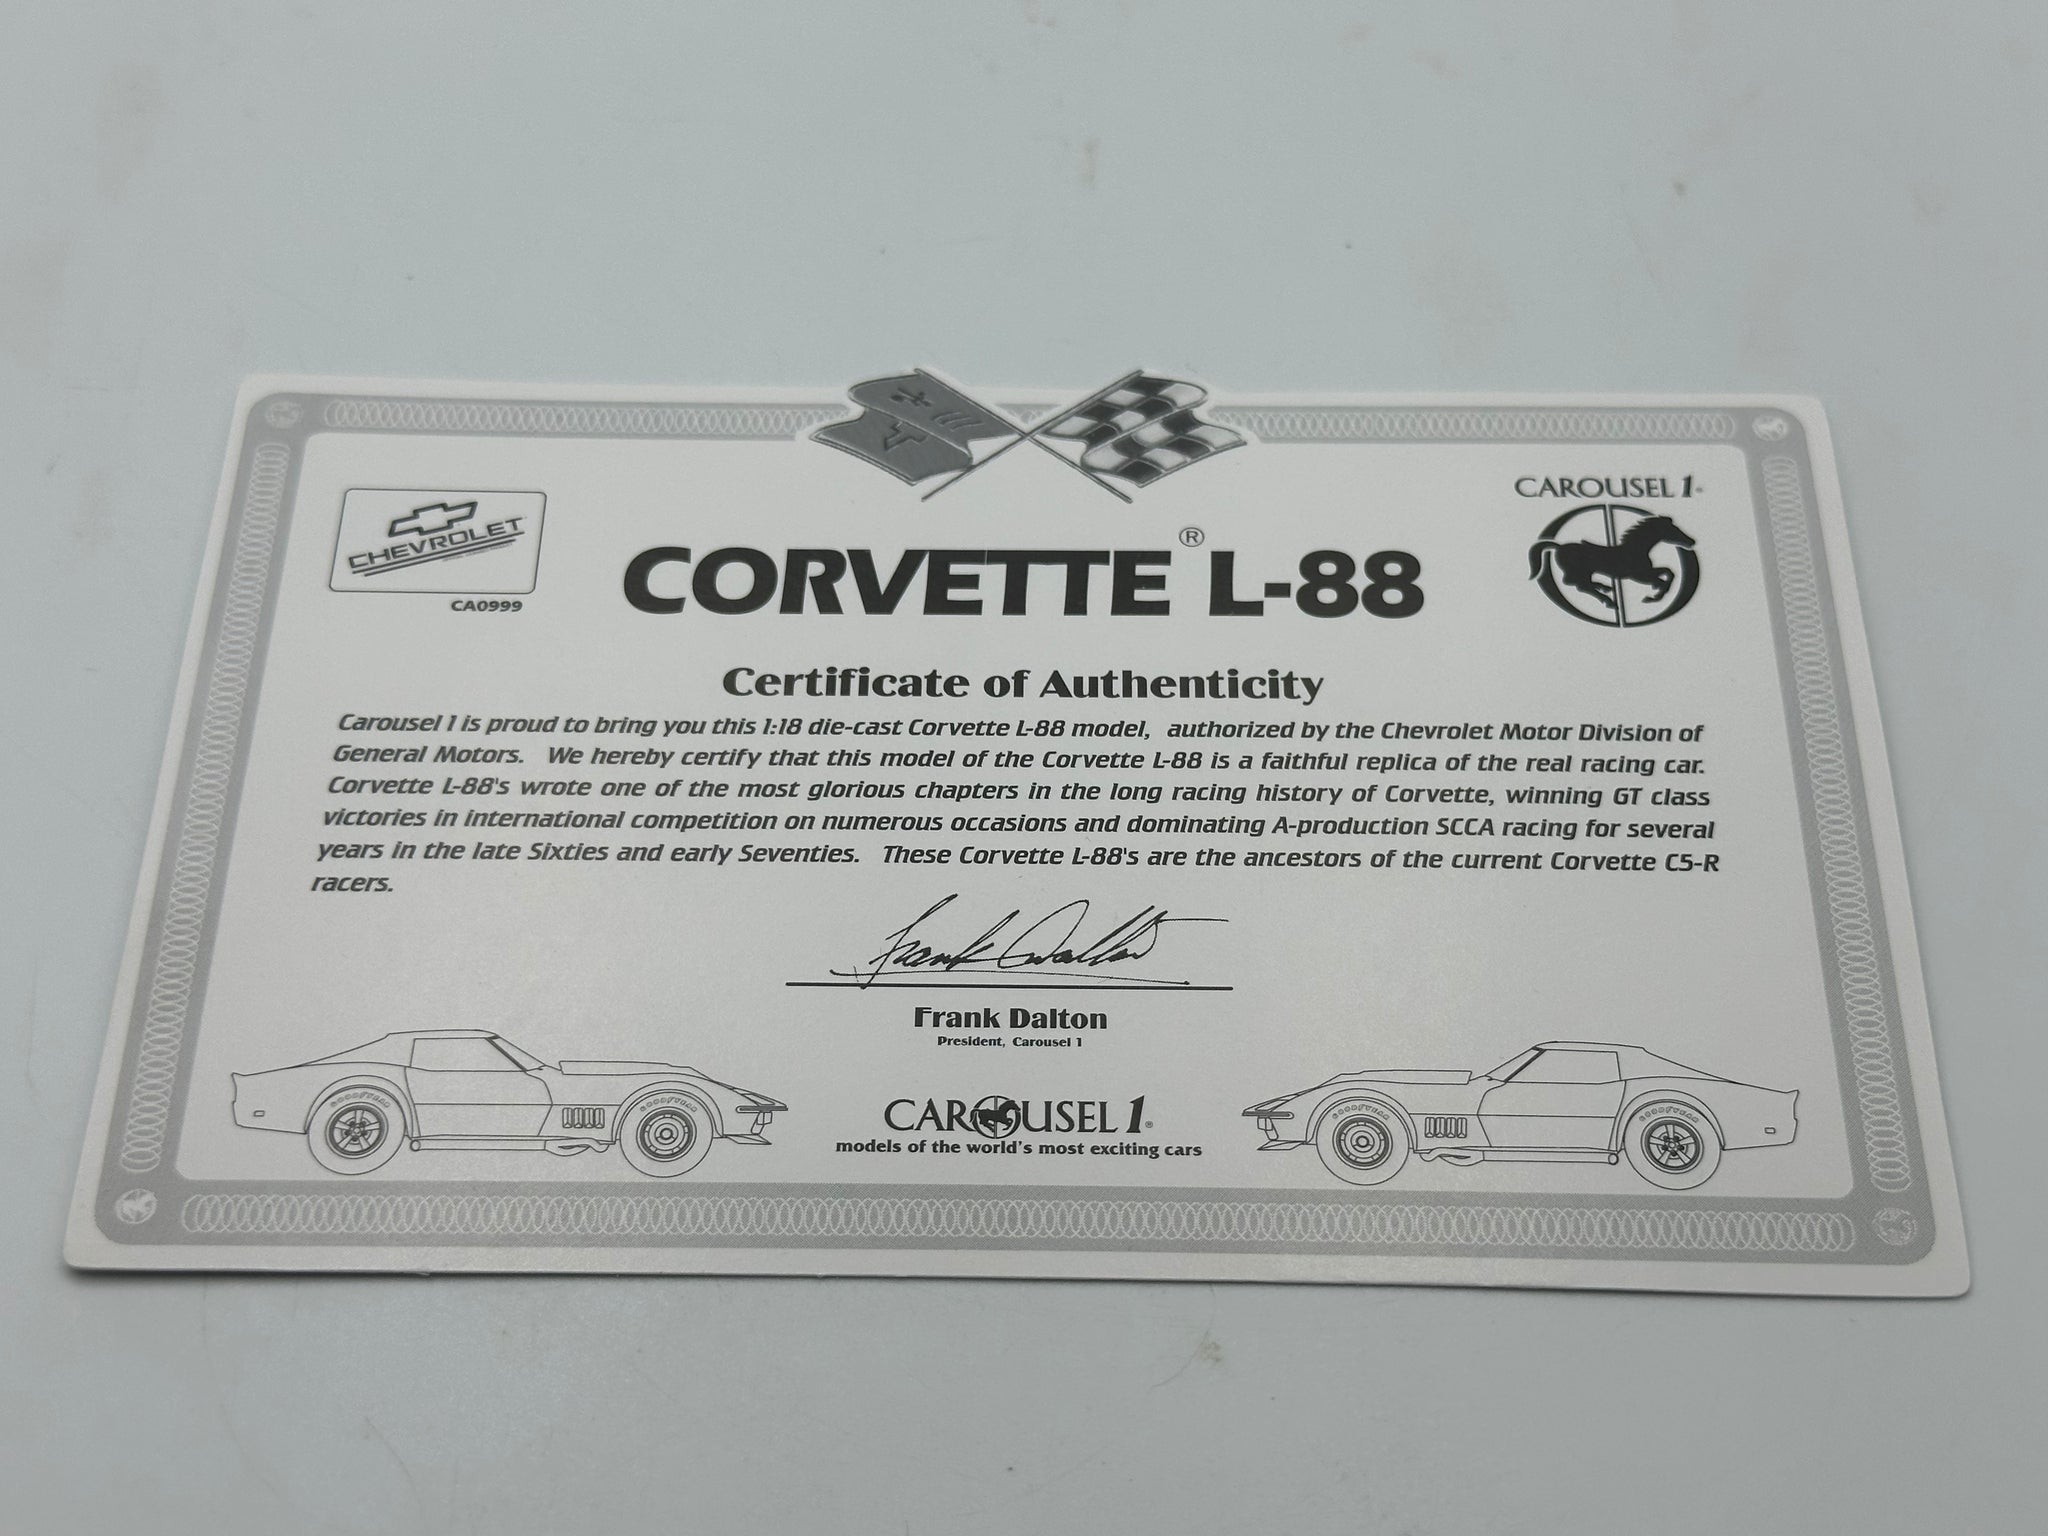 CHEVROLET
CA0999
CAROUSEL 1
CORVETTE® L-88
Certificate of Authenticity
Carousel 1 is proud to bring you this 1:18 die-cast Corvette L-88 model, authorized by the Chevrolet Motor Division of
General Motors. We hereby certify that this model of the Corvette L-88 is a faithful replica of the real racing car.
Corvette L-88's wrote one of the most glorious chapters in the long racing history of Corvette, winning GT class
victories in international competition on numerous occasions and dominating A-production SCCA racing for several
years in the late Sixties and early Seventies. These Corvette L-88's are the ancestors of the current Corvette C5-R
racers.
Frank Dalton
Frank Dalton
President, Carousel 1
GOODYEAR
GOODYEAR
CAROUSEL 1®
models of the world's most exciting cars
GOODYEAR
GOODYEAR